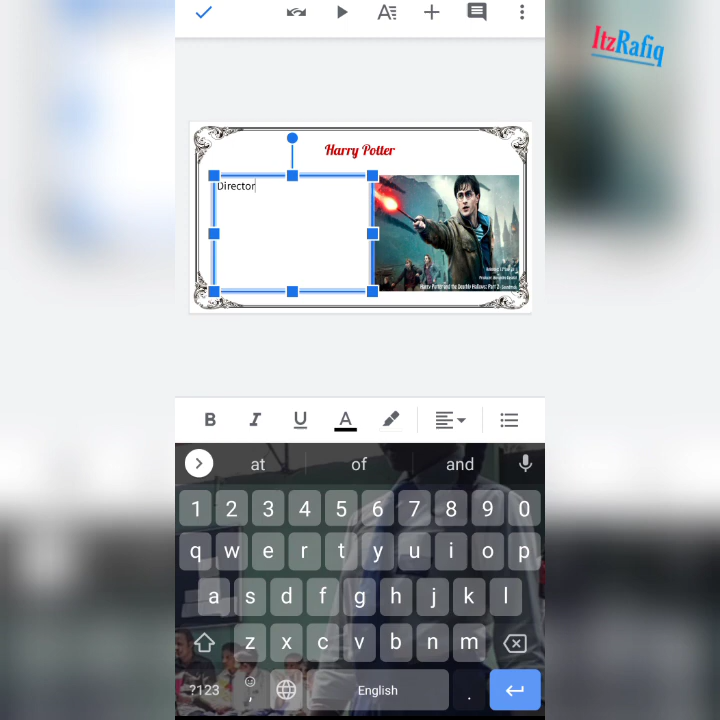 ItzRafiq
Harry Potter
Director
Harry Potter and the Deathly Hallows: Part 2
B I U A
at of and
1 2 3 4 5 6 7 8 9 0
q w e r t y u i o p
a s d f g h j k l
z x c v b n m
?123 , English .